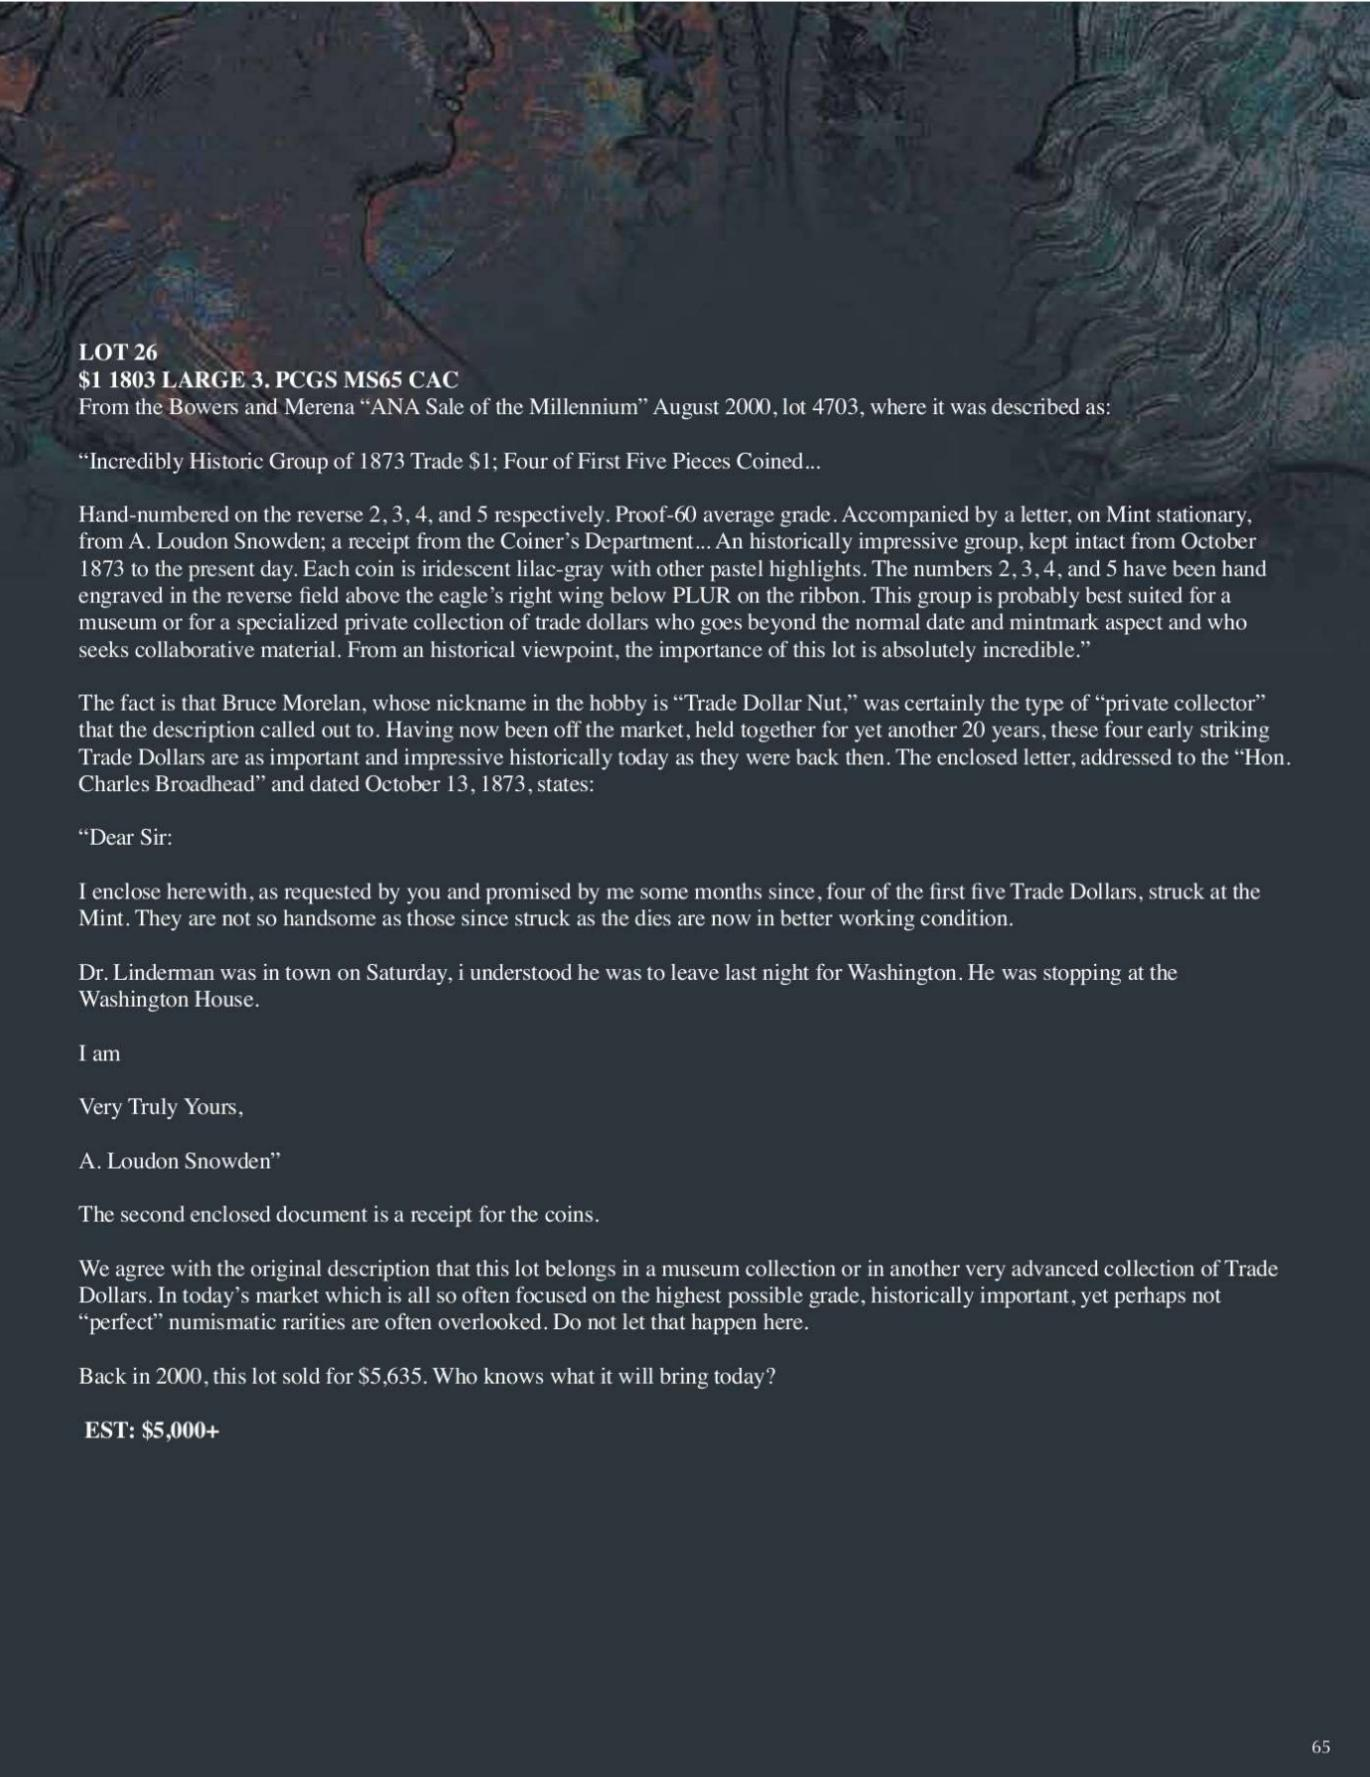 LOT 26
$1 1803 LARGE 3. PCGS MS65 CAC
From the Bowers and Merena “ANA Sale of the Millennium” August 2000, lot 4703, where it was described as:
“Incredibly Historic Group of 1873 Trade $1; Four of First Five Pieces Coined...
Hand-numbered on the reverse 2, 3, 4, and 5 respectively. Proof-60 average grade. Accompanied by a letter, on Mint stationary,
from A. Loudon Snowden; a receipt from the Coiner’s Department... An historically impressive group, kept intact from October
1873 to the present day. Each coin is iridescent lilac-gray with other pastel highlights. The numbers 2, 3, 4, and 5 have been hand
engraved in the reverse field above the eagle’s right wing below PLUR on the ribbon. This group is probably best suited for a
museum or for a specialized private collection of trade dollars who goes beyond the normal date and mintmark aspect and who
seeks collaborative material. From an historical viewpoint, the importance of this lot is absolutely incredible.”
The fact is that Bruce Morelan, whose nickname in the hobby is “Trade Dollar Nut,” was certainly the type of “private collector”
that the description called out to. Having now been off the market, held together for yet another 20 years, these four early striking
Trade Dollars are as important and impressive historically today as they were back then. The enclosed letter, addressed to the “Hon.
Charles Broadhead” and dated October 13, 1873, states:
“Dear Sir:
I enclose herewith, as requested by you and promised by me some months since, four of the first five Trade Dollars, struck at the
Mint. They are not so handsome as those since struck as the dies are now in better working condition.
Dr. Linderman was in town on Saturday, i understood he was to leave last night for Washington. He was stopping at the
Washington House.
I am
Very Truly Yours,
A. Loudon Snowden”
The second enclosed document is a receipt for the coins.
We agree with the original description that this lot belongs in a museum collection or in another very advanced collection of Trade
Dollars. In today’s market which is all so often focused on the highest possible grade, historically important, yet perhaps not
“perfect” numismatic rarities are often overlooked. Do not let that happen here.
Back in 2000, this lot sold for $5,635. Who knows what it will bring today?
EST: $5,000+
65